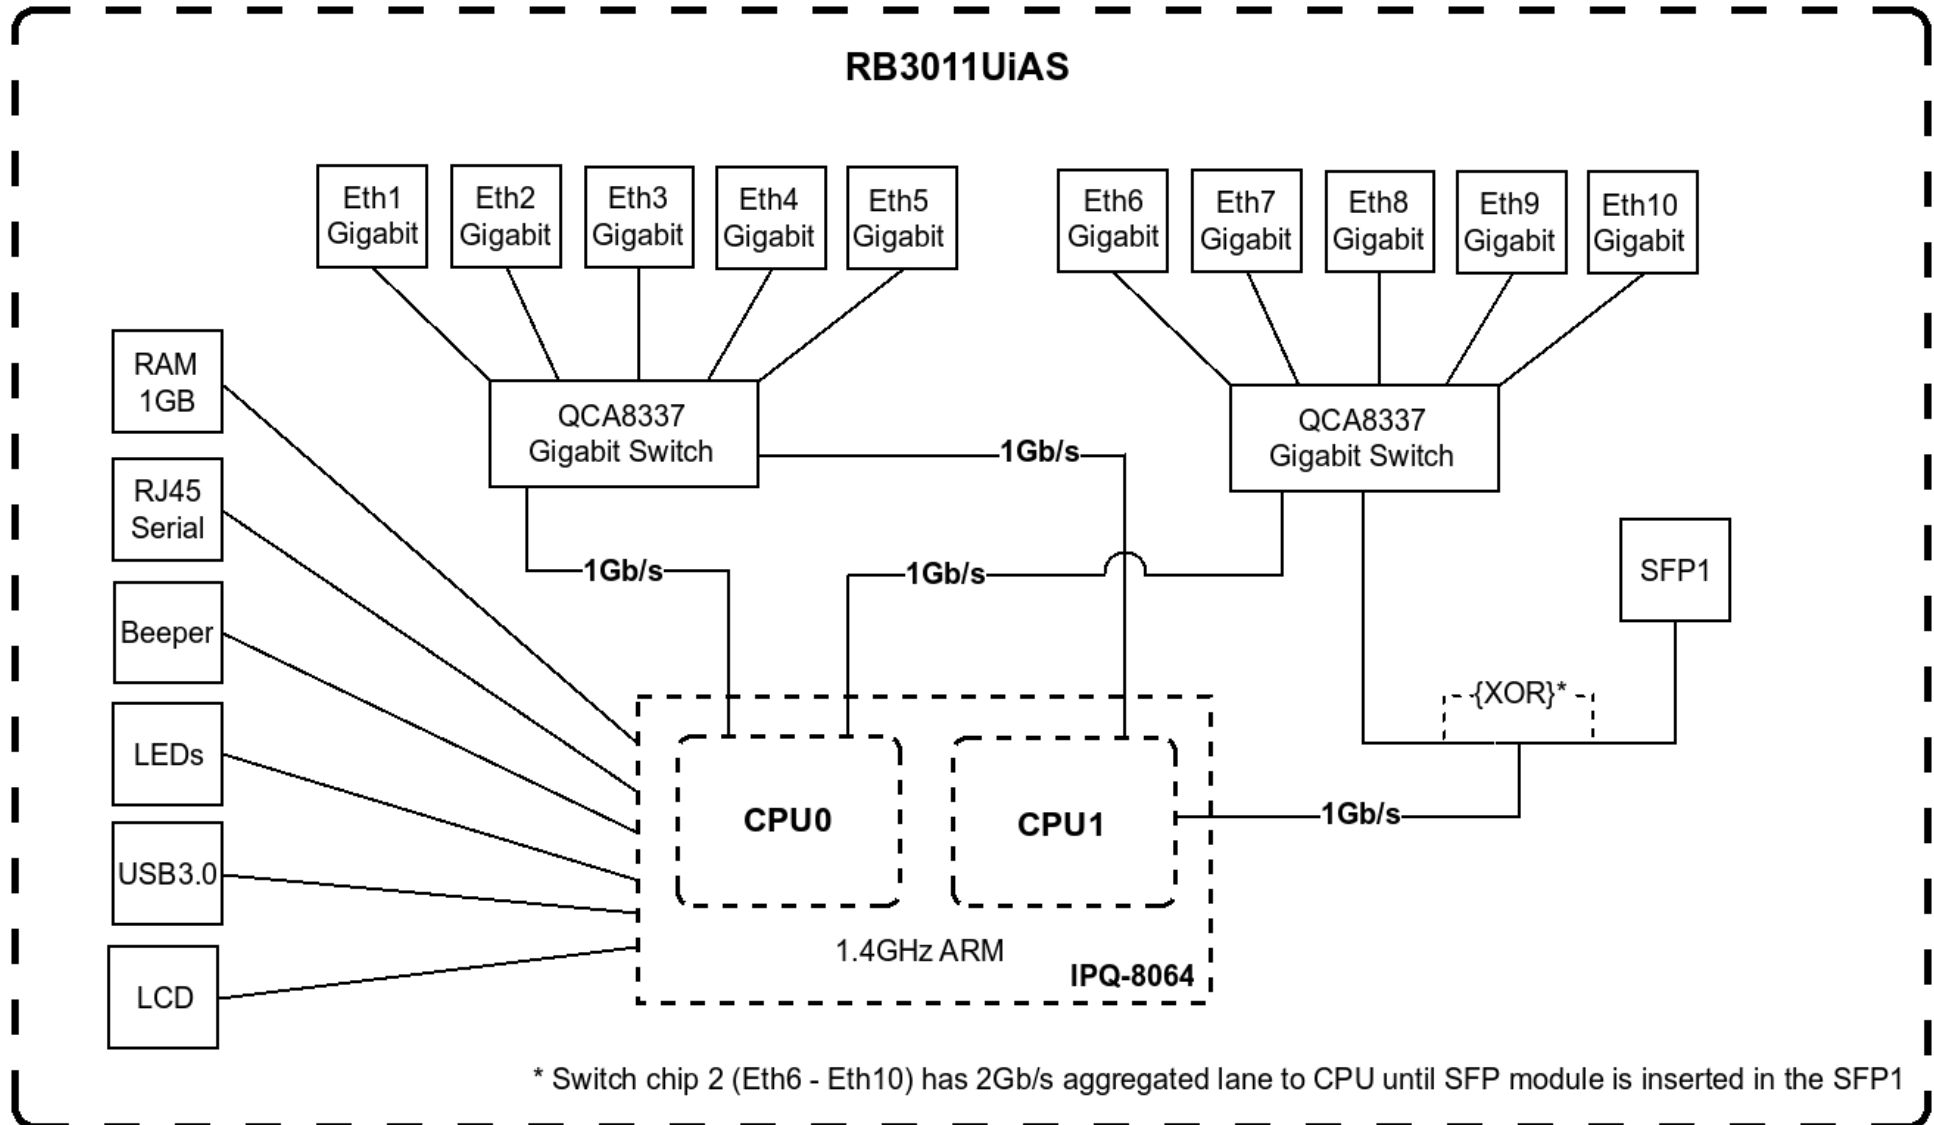 RB3011UiAS
Eth1
Gigabit
Eth2
Gigabit
Eth3
Gigabit
Eth4
Gigabit
Eth5
Gigabit
Eth6
Gigabit
Eth7
Gigabit
Eth8
Gigabit
Eth9
Gigabit
Eth10
Gigabit
RAM
1GB
RJ45
Serial
Beeper
LEDs
USB3.0
LCD
QCA8337
Gigabit Switch
QCA8337
Gigabit Switch
1Gb/s
1Gb/s
1Gb/s
SFP1
{XOR}*
1Gb/s
CPU0
CPU1
1.4GHz ARM
IPQ-8064
* Switch chip 2 (Eth6 - Eth10) has 2Gb/s aggregated lane to CPU until SFP module is inserted in the SFP1